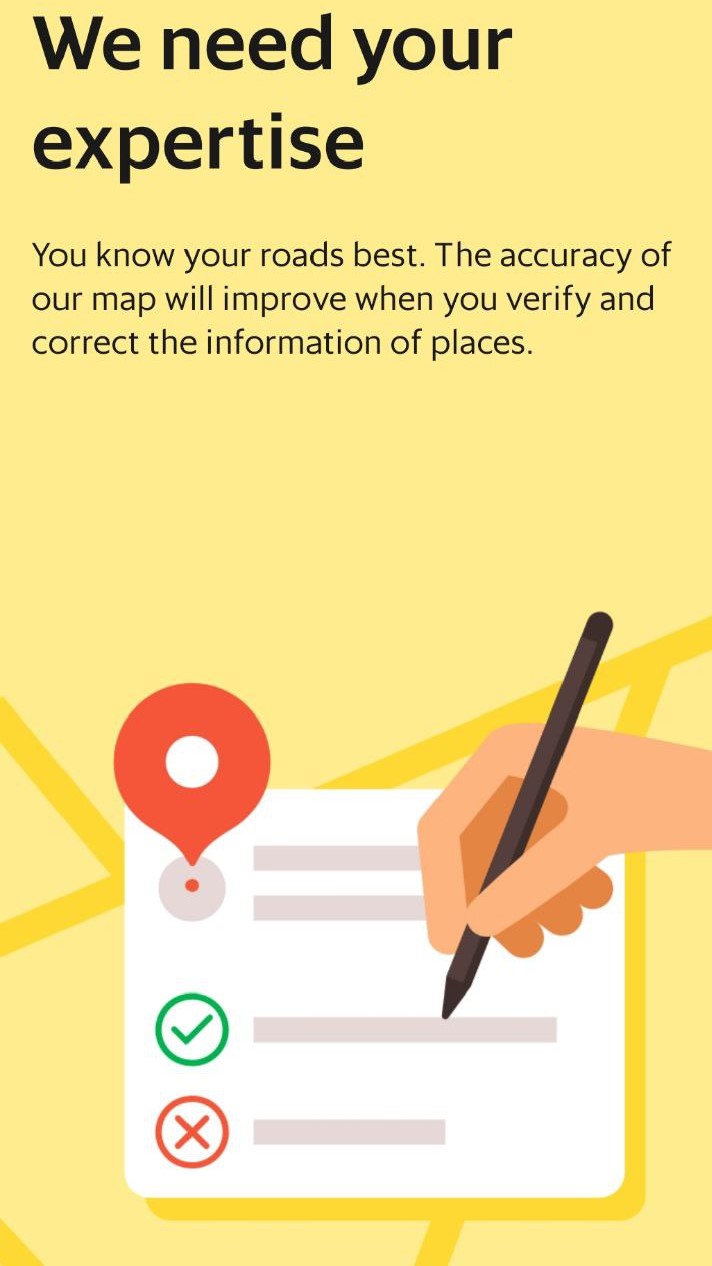 We need your
expertise
You know your roads best. The accuracy of
our map will improve when you verify and
correct the information of places.